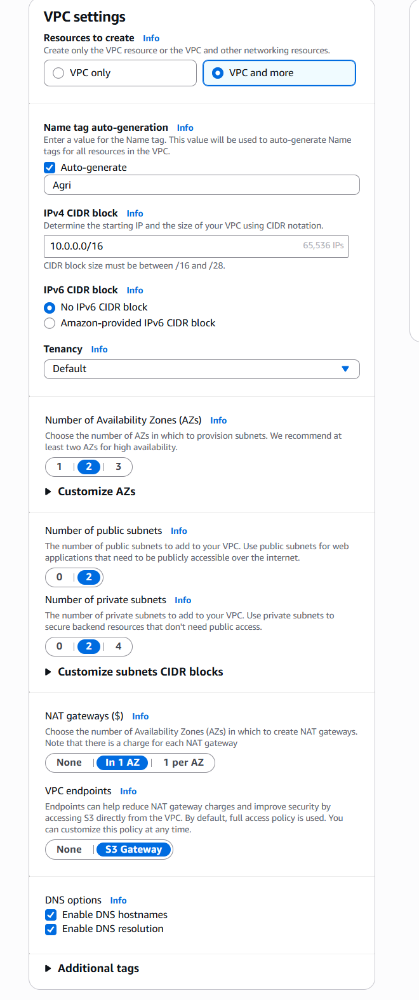 VPC settings
Resources to create Info
Create only the VPC resource or the VPC and other networking resources.
VPC only
VPC and more
Name tag auto-generation Info
Enter a value for the Name tag. This value will be used to auto-generate Name
tags for all resources in the VPC.
Auto-generate
Agri
IPv4 CIDR block Info
Determine the starting IP and the size of your VPC using CIDR notation.
10.0.0.0/16 65,536 IPs
CIDR block size must be between /16 and /28.
IPv6 CIDR block Info
No IPv6 CIDR block
Amazon-provided IPv6 CIDR block
Tenancy Info
Default
Number of Availability Zones (AZs) Info
Choose the number of AZs in which to provision subnets. We recommend at
least two AZs for high availability.
1 2 3
Customize AZs
Number of public subnets Info
The number of public subnets to add to your VPC. Use public subnets for web
applications that need to be publicly accessible over the internet.
0 2
Number of private subnets Info
The number of private subnets to add to your VPC. Use private subnets to
secure backend resources that don't need public access.
0 2 4
Customize subnets CIDR blocks
NAT gateways ($) Info
Choose the number of Availability Zones (AZs) in which to create NAT gateways.
Note that there is a charge for each NAT gateway
None In 1 AZ 1 per AZ
VPC endpoints Info
Endpoints can help reduce NAT gateway charges and improve security by
accessing S3 directly from the VPC. By default, full access policy is used. You
can customize this policy at any time.
None S3 Gateway
DNS options Info
Enable DNS hostnames
Enable DNS resolution
Additional tags